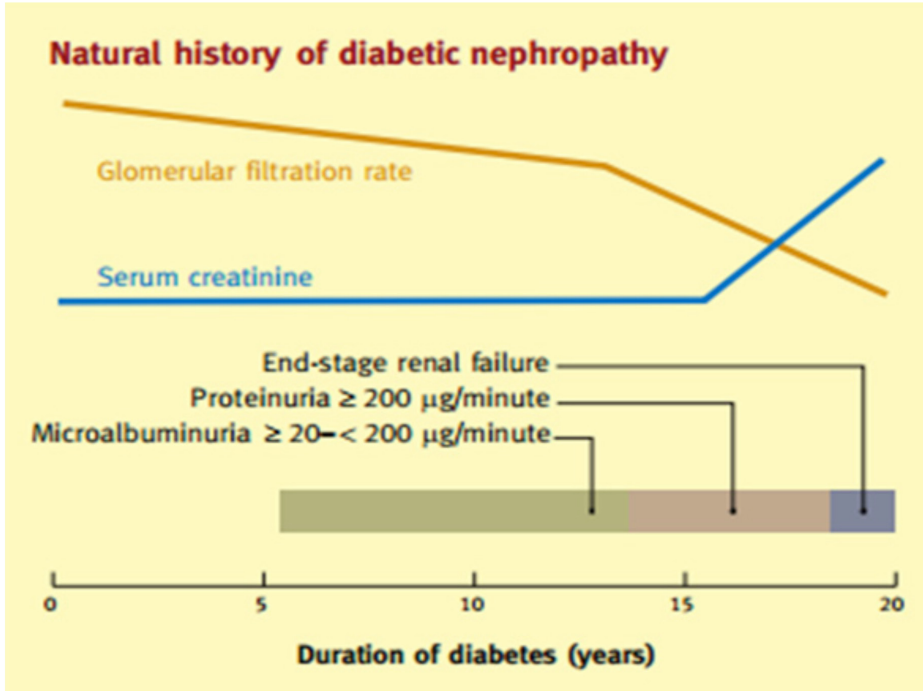 Natural history of diabetic nephropathy
Glomerular filtration rate
Serum creatinine
End-stage renal failure
Proteinuria ≥ 200 µg/minute
Microalbuminuria ≥ 20–< 200 µg/minute
0 5 10 15 20
Duration of diabetes (years)